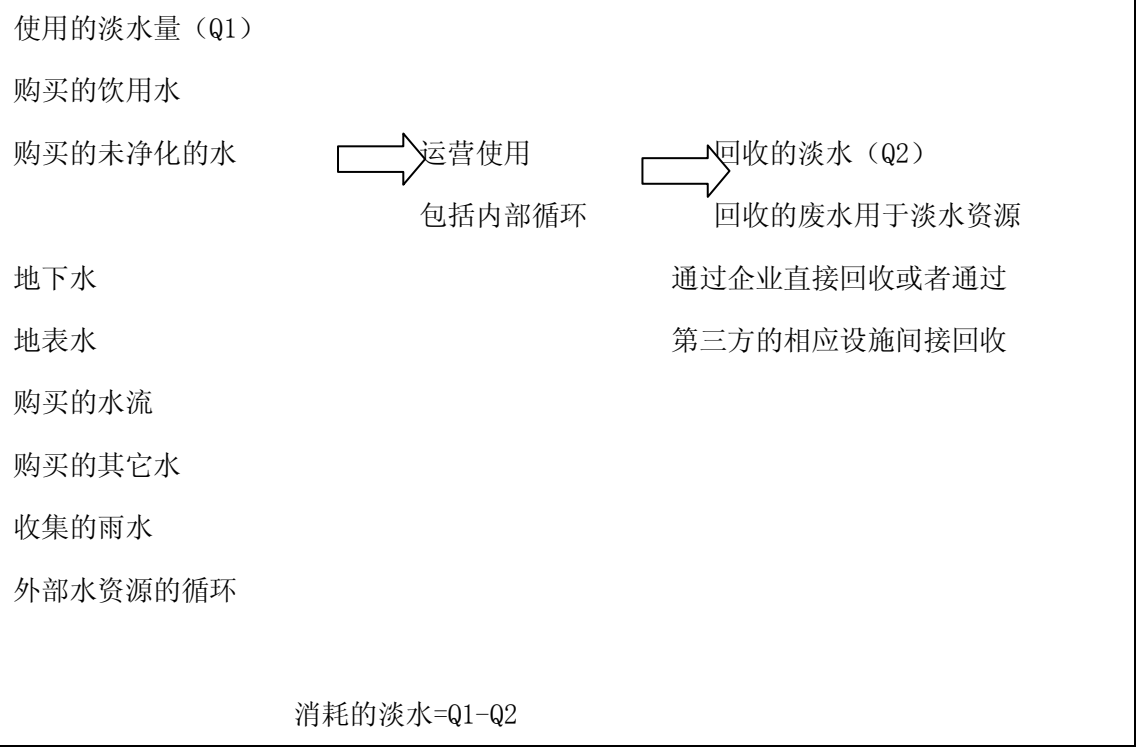 使用的淡水量（Q1）
购买的饮用水
购买的未净化的水 运营使用 回收的淡水（Q2）
包括内部循环 回收的废水用于淡水资源
地下水 通过企业直接回收或者通过
地表水 第三方的相应设施间接回收
购买的水流
购买的其它水
收集的雨水
外部水资源的循环
消耗的淡水=Q1-Q2